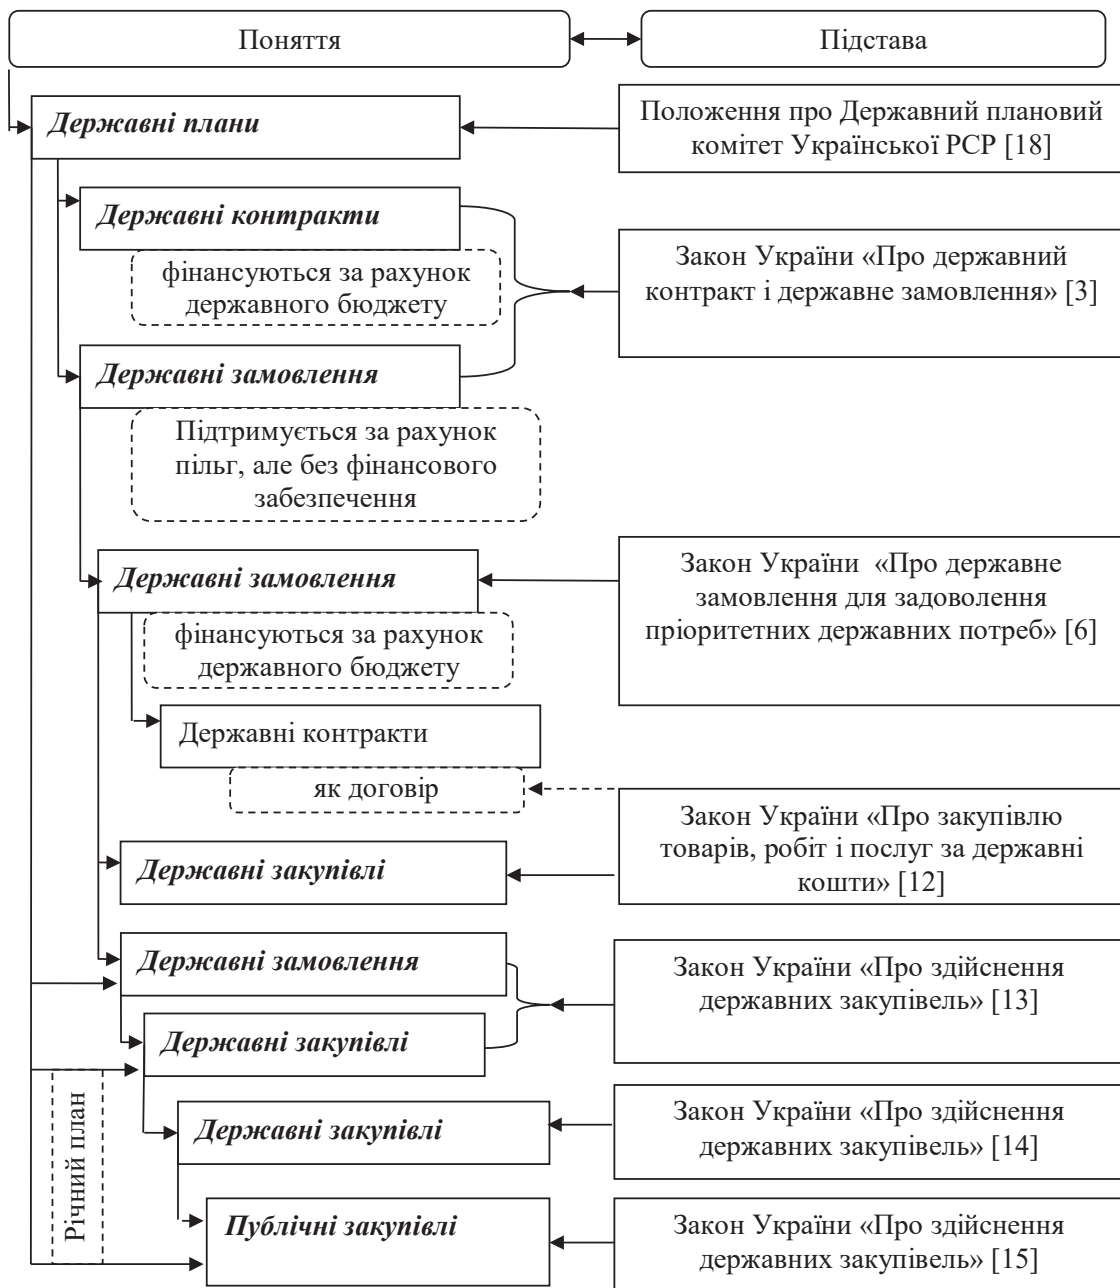 Поняття
Підстава
Державні плани
Положення про Державний плановий
комітет Української РСР [18]
Державні контракти
фінансуються за рахунок
державного бюджету
Закон України «Про державний
контракт і державне замовлення» [3]
Державні замовлення
Підтримується за рахунок
пільг, але без фінансового
забезпечення
Державні замовлення
Закон України «Про державне
замовлення для задоволення
пріоритетних державних потреб» [6]
фінансуються за рахунок
державного бюджету
Державні контракти
як договір
Закон України «Про закупівлю
товарів, робіт і послуг за державні
кошти» [12]
Державні закупівлі
Державні замовлення
Закон України «Про здійснення
державних закупівель» [13]
Державні закупівлі
Річний план
Державні закупівлі
Закон України «Про здійснення
державних закупівель» [14]
Публічні закупівлі
Закон України «Про здійснення
державних закупівель» [15]